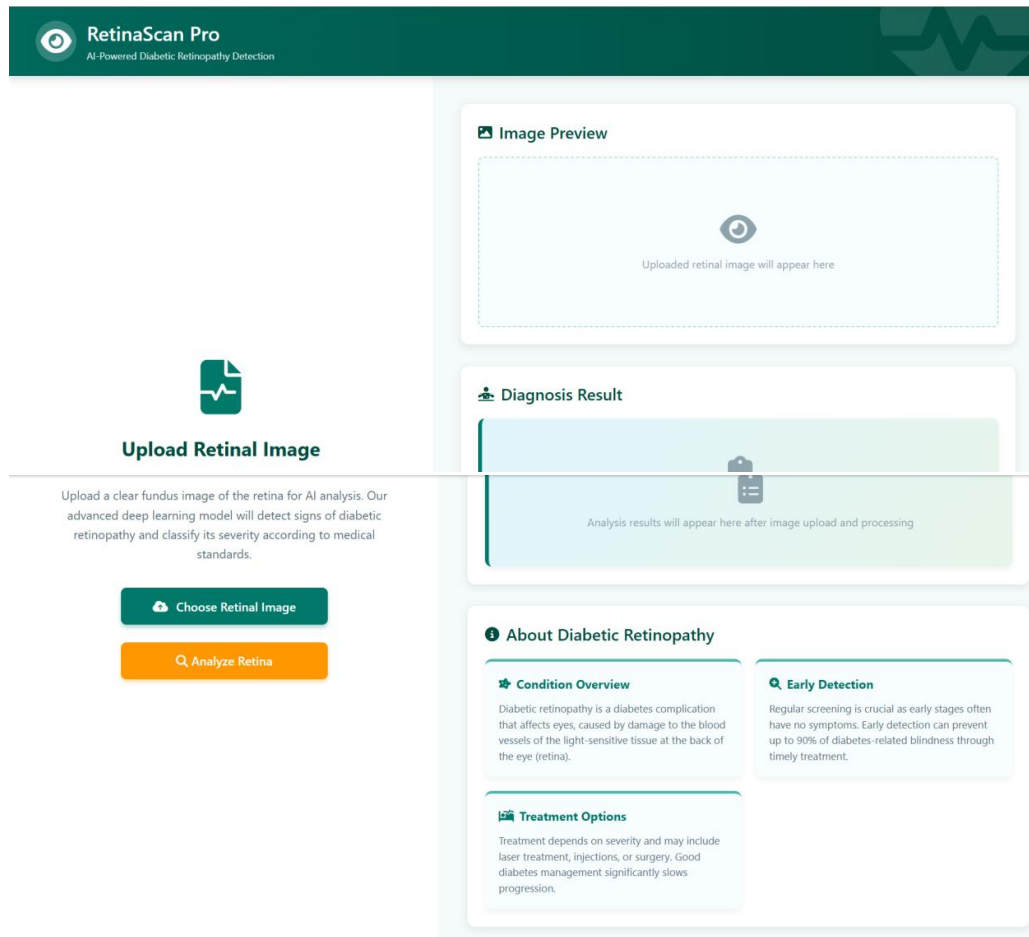 RetinaScan Pro
AI-Powered Diabetic Retinopathy Detection
Upload Retinal Image
Upload a clear fundus image of the retina for AI analysis. Our
advanced deep learning model will detect signs of diabetic
retinopathy and classify its severity according to medical
standards.
Choose Retinal Image
Analyze Retina
Image Preview
Uploaded retinal image will appear here
Diagnosis Result
Analysis results will appear here after image upload and processing
About Diabetic Retinopathy
Condition Overview
Diabetic retinopathy is a diabetes complication
that affects eyes, caused by damage to the blood
vessels of the light-sensitive tissue at the back of
the eye (retina).
Early Detection
Regular screening is crucial as early stages often
have no symptoms. Early detection can prevent
up to 90% of diabetes-related blindness through
timely treatment.
Treatment Options
Treatment depends on severity and may include
laser treatment, injections, or surgery. Good
diabetes management significantly slows
progression.